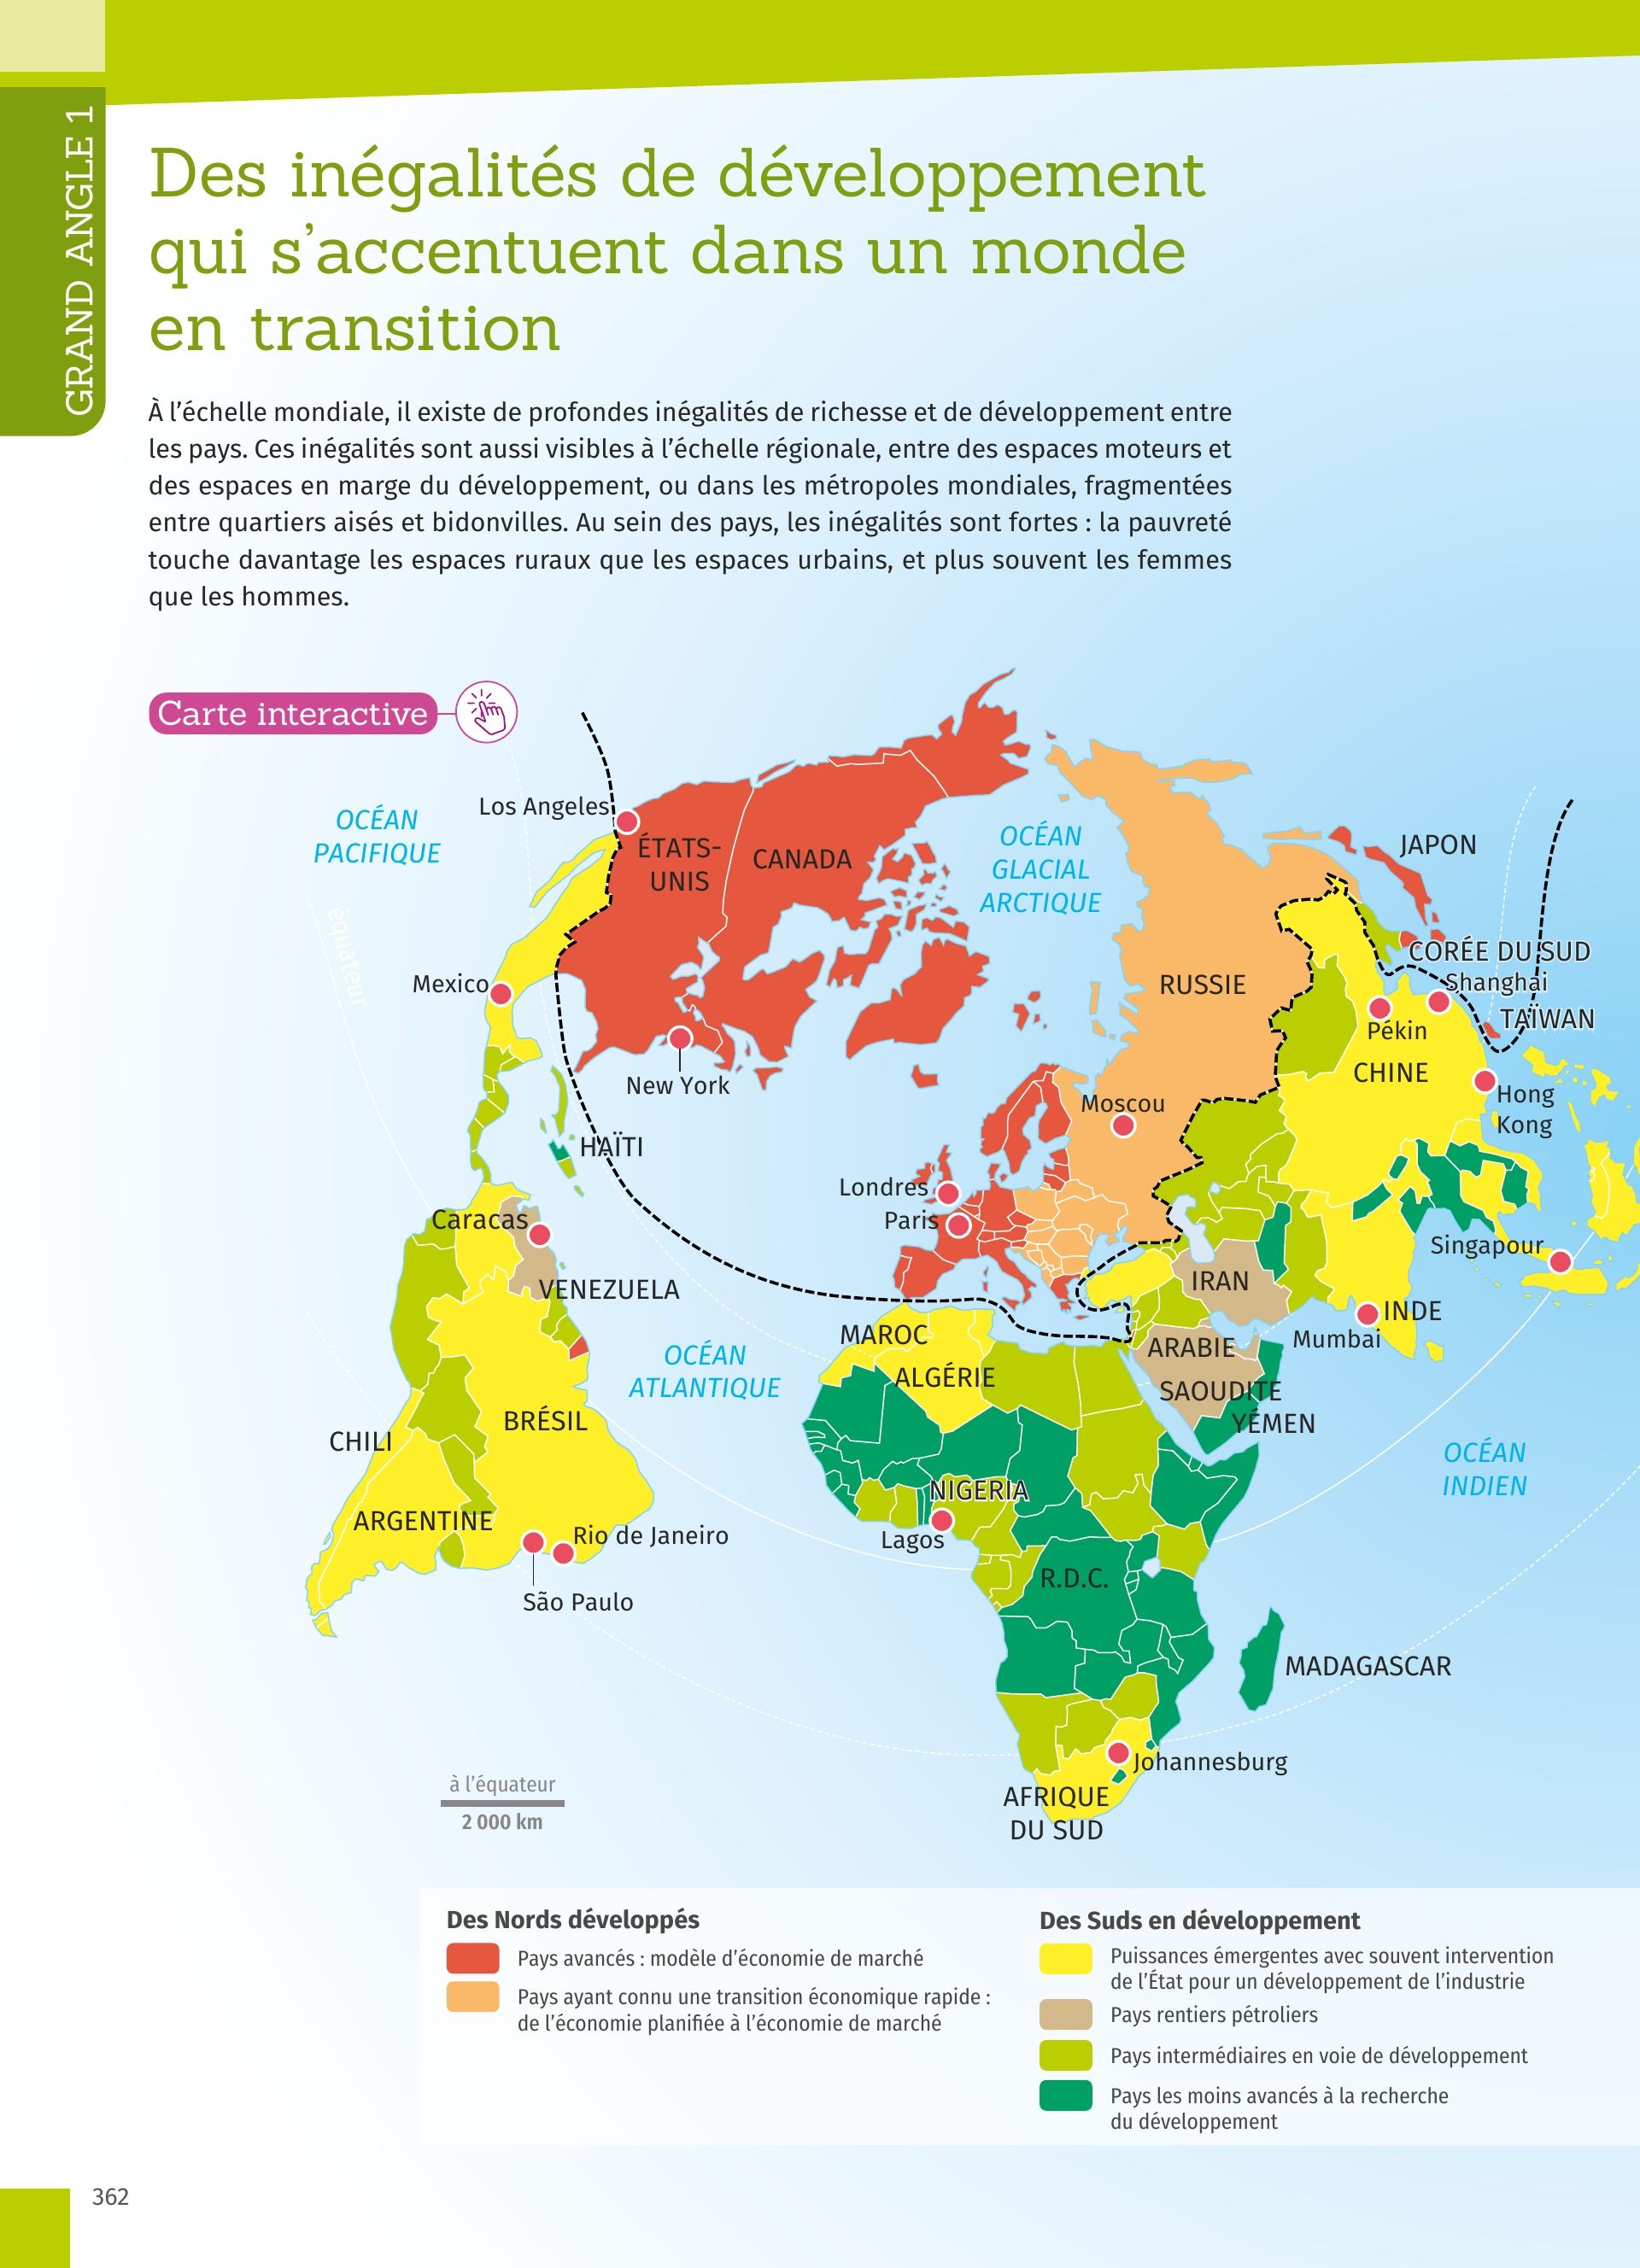 GRAND ANGLE 1
Des inégalités de développement
qui s’accentuent dans un monde
en transition
À l’échelle mondiale, il existe de profondes inégalités de richesse et de développement entre
les pays. Ces inégalités sont aussi visibles à l’échelle régionale, entre des espaces moteurs et
des espaces en marge du développement, ou dans les métropoles mondiales, fragmentées
entre quartiers aisés et bidonvilles. Au sein des pays, les inégalités sont fortes : la pauvreté
touche davantage les espaces ruraux que les espaces urbains, et plus souvent les femmes
que les hommes.
Carte interactive
OCÉAN
PACIFIQUE
équateur
Los Angeles
ÉTATS-
UNIS
CANADA
OCÉAN
GLACIAL
ARCTIQUE
JAPON
CORÉE DU SUD
Shanghai
TAÏWAN
RUSSIE
Mexico
Pékin
CHINE
New York
Moscou
Hong
Kong
HAÏTI
Londres
Paris
Caracas
Singapour
VENEZUELA
IRAN
INDE
Mumbai
MAROC
ARABIE
SAOUDITE
ALGÉRIE
OCÉAN
ATLANTIQUE
YÉMEN
BRÉSIL
CHILI
OCÉAN
INDIEN
NIGERIA
Lagos
ARGENTINE
Rio de Janeiro
São Paulo
R.D.C.
MADAGASCAR
Johannesburg
AFRIQUE
DU SUD
à l’équateur
2 000 km
Des Nords développés
Pays avancés : modèle d’économie de marché
Pays ayant connu une transition économique rapide :
de l’économie planifiée à l’économie de marché
Des Suds en développement
Puissances émergentes avec souvent intervention
de l’État pour un développement de l’industrie
Pays rentiers pétroliers
Pays intermédiaires en voie de développement
Pays les moins avancés à la recherche
du développement
362